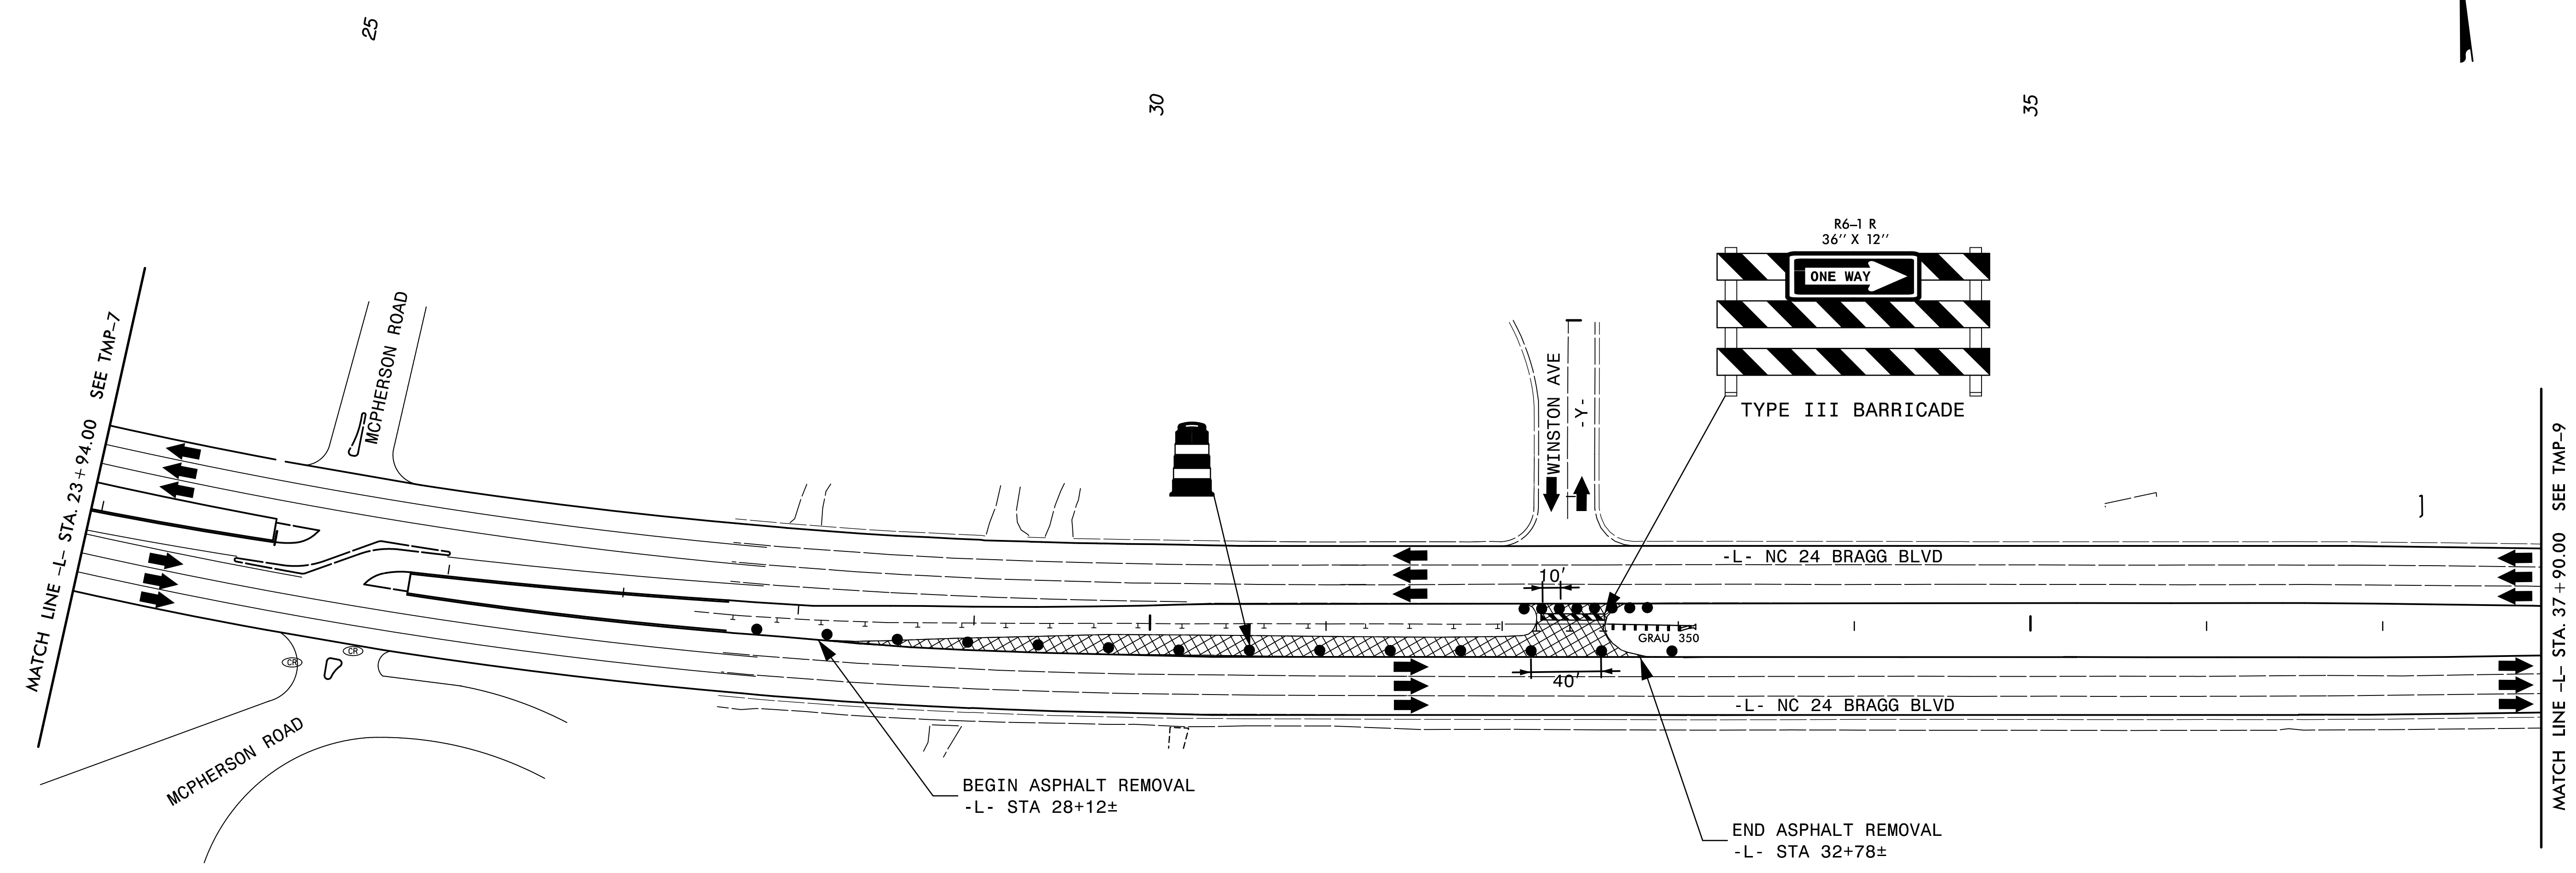 25
30
35
R6-1 R
36'' X 12''
ONE WAY
TYPE III BARRICADE
MATCH LINE -L- STA. 23+94.00 SEE TMP-7
MCPHERSON ROAD
WINSTON AVE
-Y-
-L- NC 24 BRAGG BLVD
10'
GRAU 350
CR
CR
40'
-L- NC 24 BRAGG BLVD
MCPHERSON ROAD
BEGIN ASPHALT REMOVAL
-L- STA 28+12±
END ASPHALT REMOVAL
-L- STA 32+78±
MATCH LINE -L- STA. 37+90.00 SEE TMP-9